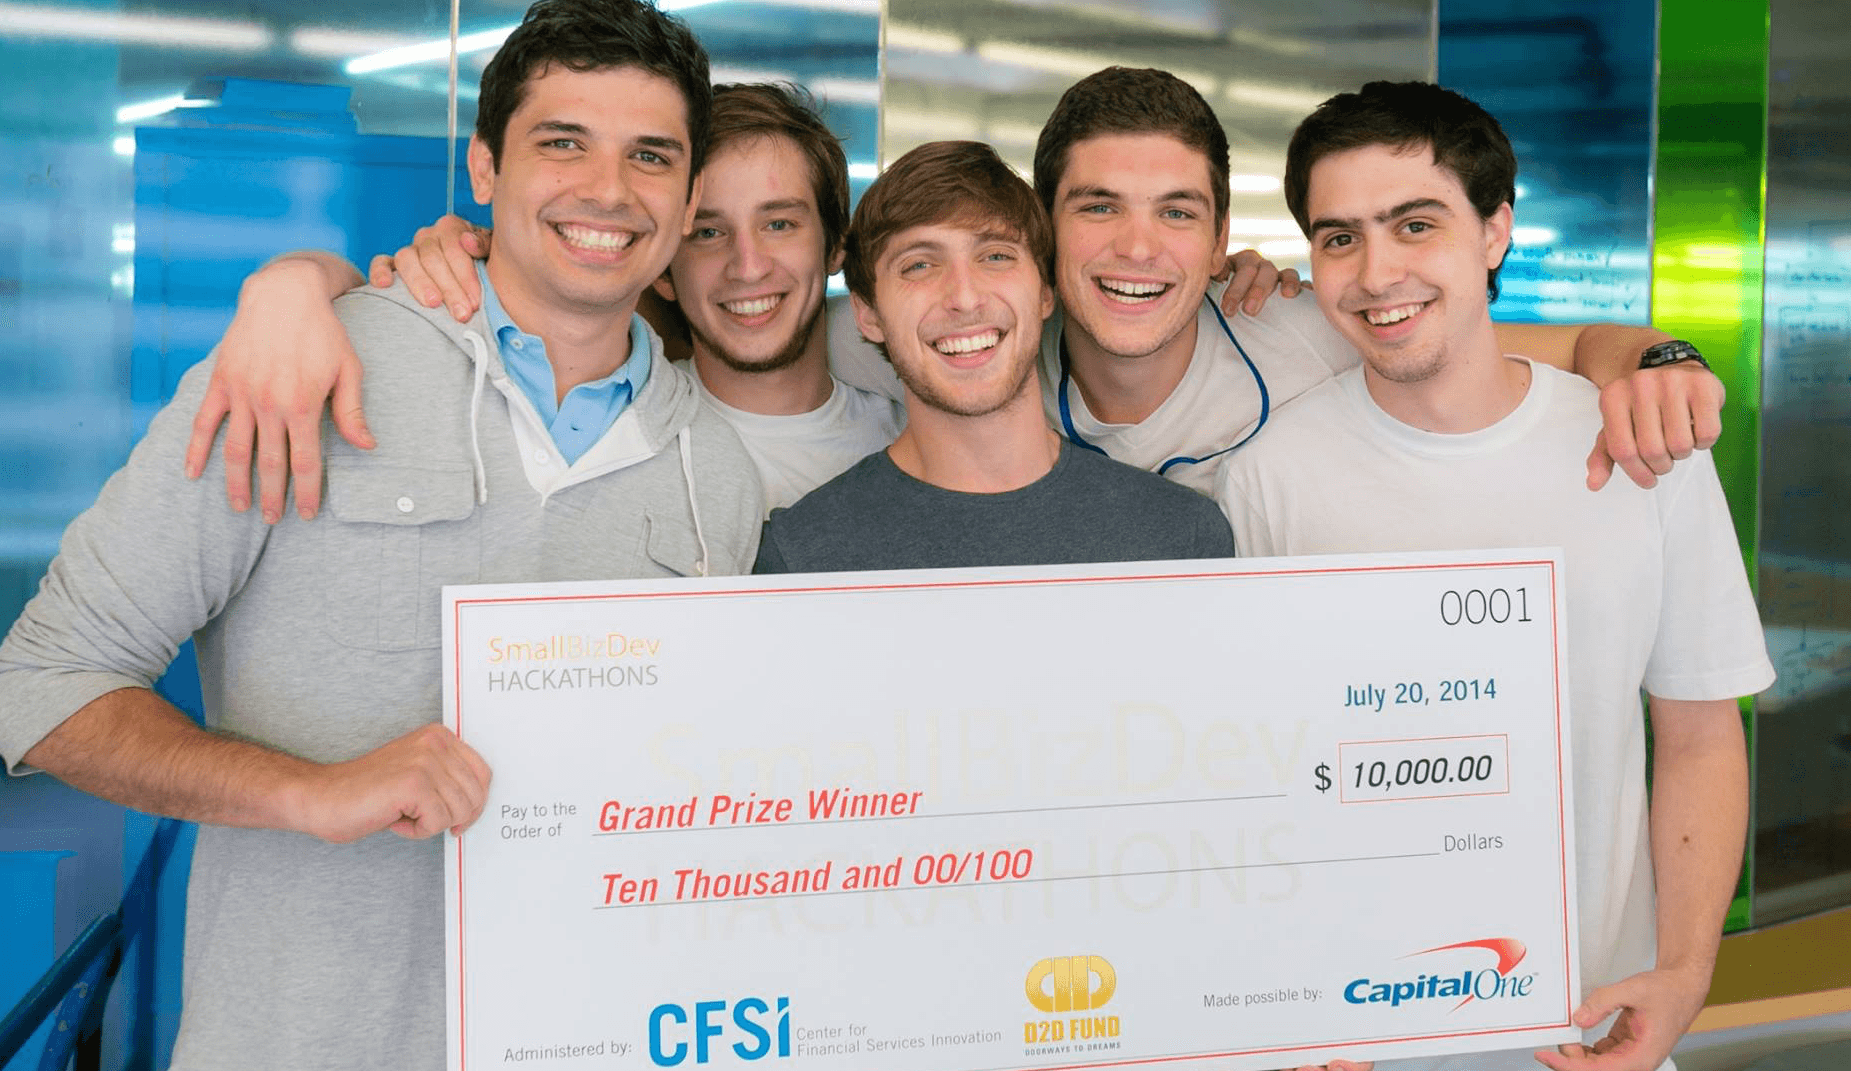 0001
SmallBizDev
HACKATHONS
July 20, 2014
SmallBizDev
HACKATHONS
$ 10,000.00
Pay to the
Order of
Grand Prize Winner
Ten Thousand and 00/100
Dollars
Administered by:
CFSi
Center for
Financial Services Innovation
D2D FUND
DOORWAYS TO DREAMS
Made possible by:
CapitalOne